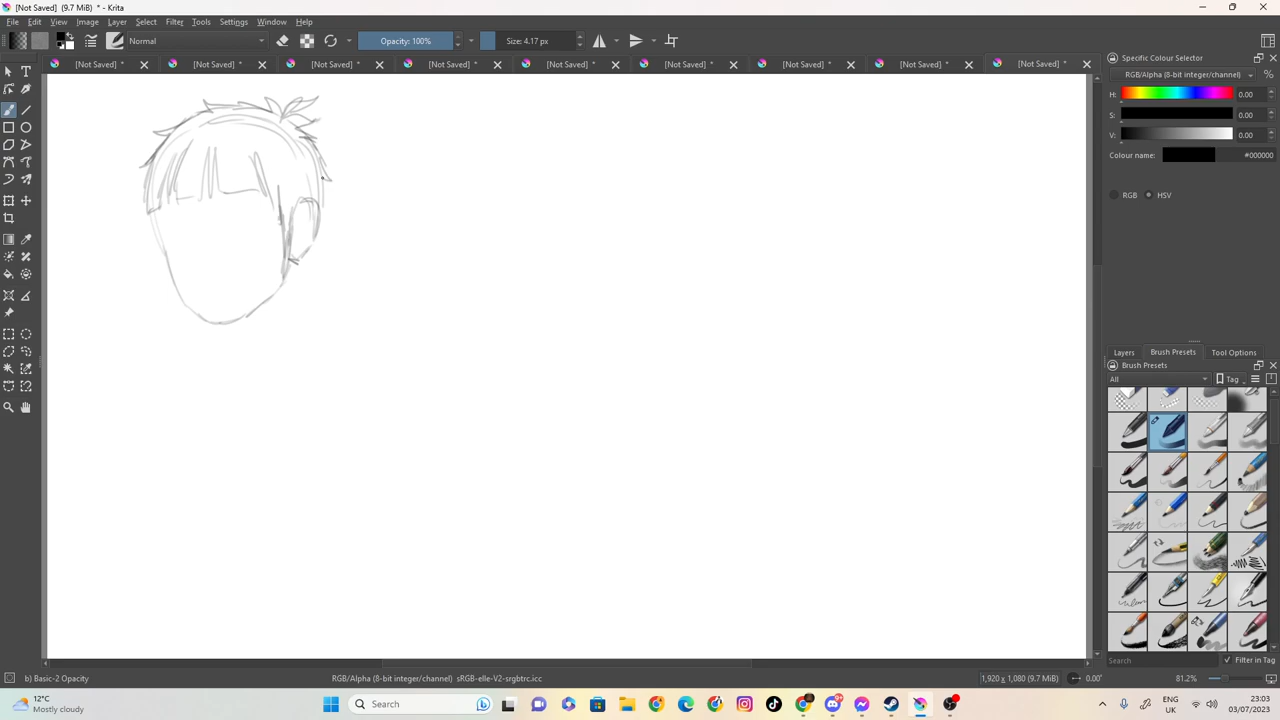 [Not Saved] (9.7 MiB) * - Krita
File Edit View Image Layer Select Filter Tools Settings Window Help
Normal Opacity: 100% Size: 4.17 px
[Not Saved] * [Not Saved] * [Not Saved] * [Not Saved] * [Not Saved] * [Not Saved] * [Not Saved] * [Not Saved] * [Not Saved] *
Specific Colour Selector
RGB/Alpha (8-bit integer/channel) %
H: 0.00
S: 0.00
V: 0.00
Colour name: #000000
RGB HSV
Layers Brush Presets Tool Options
Brush Presets
All Tag
Search Filter in Tag
b) Basic-2 Opacity RGB/Alpha (8-bit integer/channel) sRGB-elle-V2-srgbtrc.icc 1,920 x 1,080 (9.7 MiB) 0.00° 81.2%
12°C
Mostly cloudy
Search
ENG
UK
23:03
03/07/2023